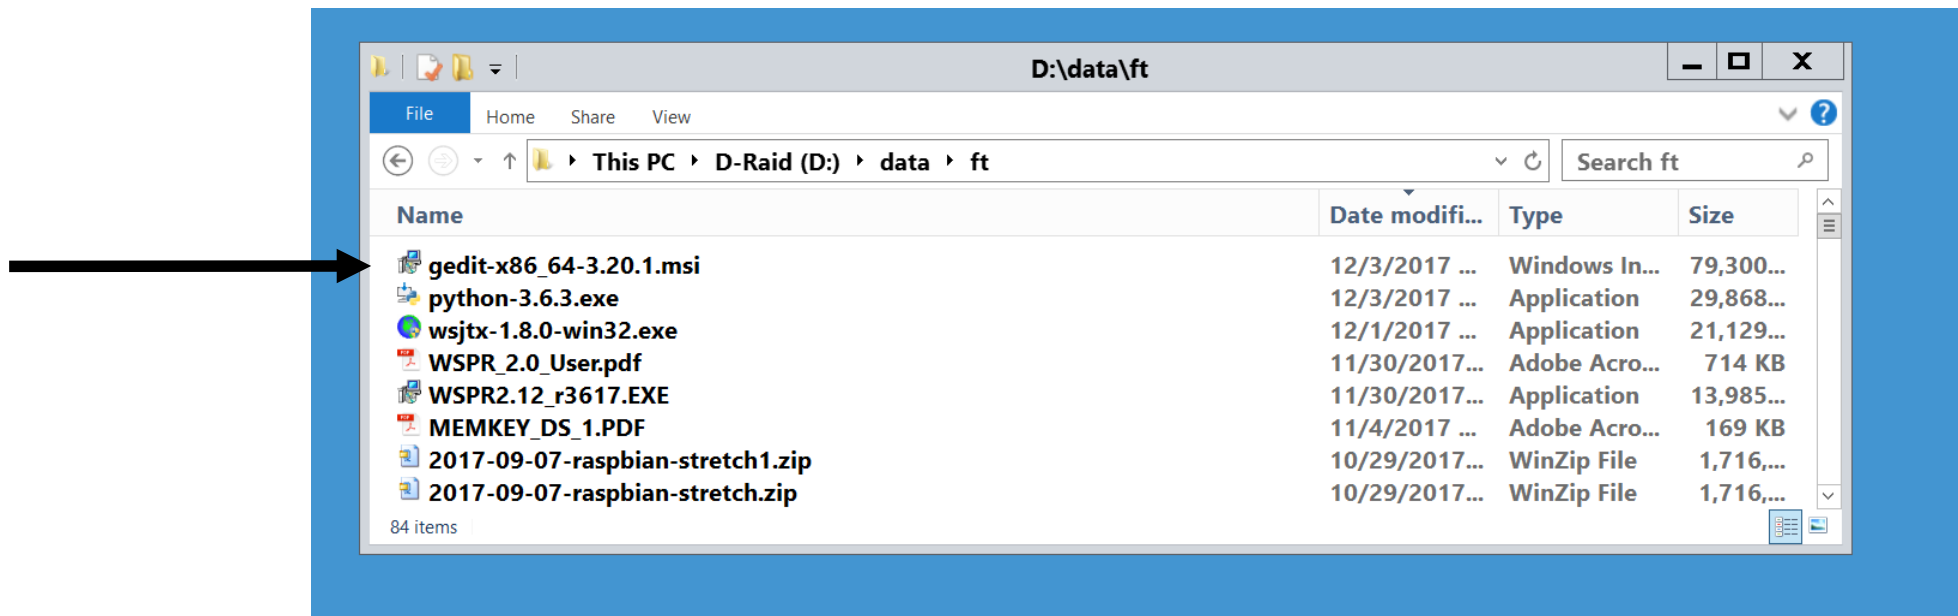 D:\data\ft
File Home Share View
This PC D-Raid (D:) data ft Search ft
Name Date modifi... Type Size
gedit-x86_64-3.20.1.msi 12/3/2017 ... Windows In... 79,300...
python-3.6.3.exe 12/3/2017 ... Application 29,868...
wsjtx-1.8.0-win32.exe 12/1/2017 ... Application 21,129...
WSPR_2.0_User.pdf 11/30/2017... Adobe Acro... 714 KB
WSPR2.12_r3617.EXE 11/30/2017... Application 13,985...
MEMKEY_DS_1.PDF 11/4/2017 ... Adobe Acro... 169 KB
2017-09-07-raspbian-stretch1.zip 10/29/2017... WinZip File 1,716,...
2017-09-07-raspbian-stretch.zip 10/29/2017... WinZip File 1,716,...
84 items